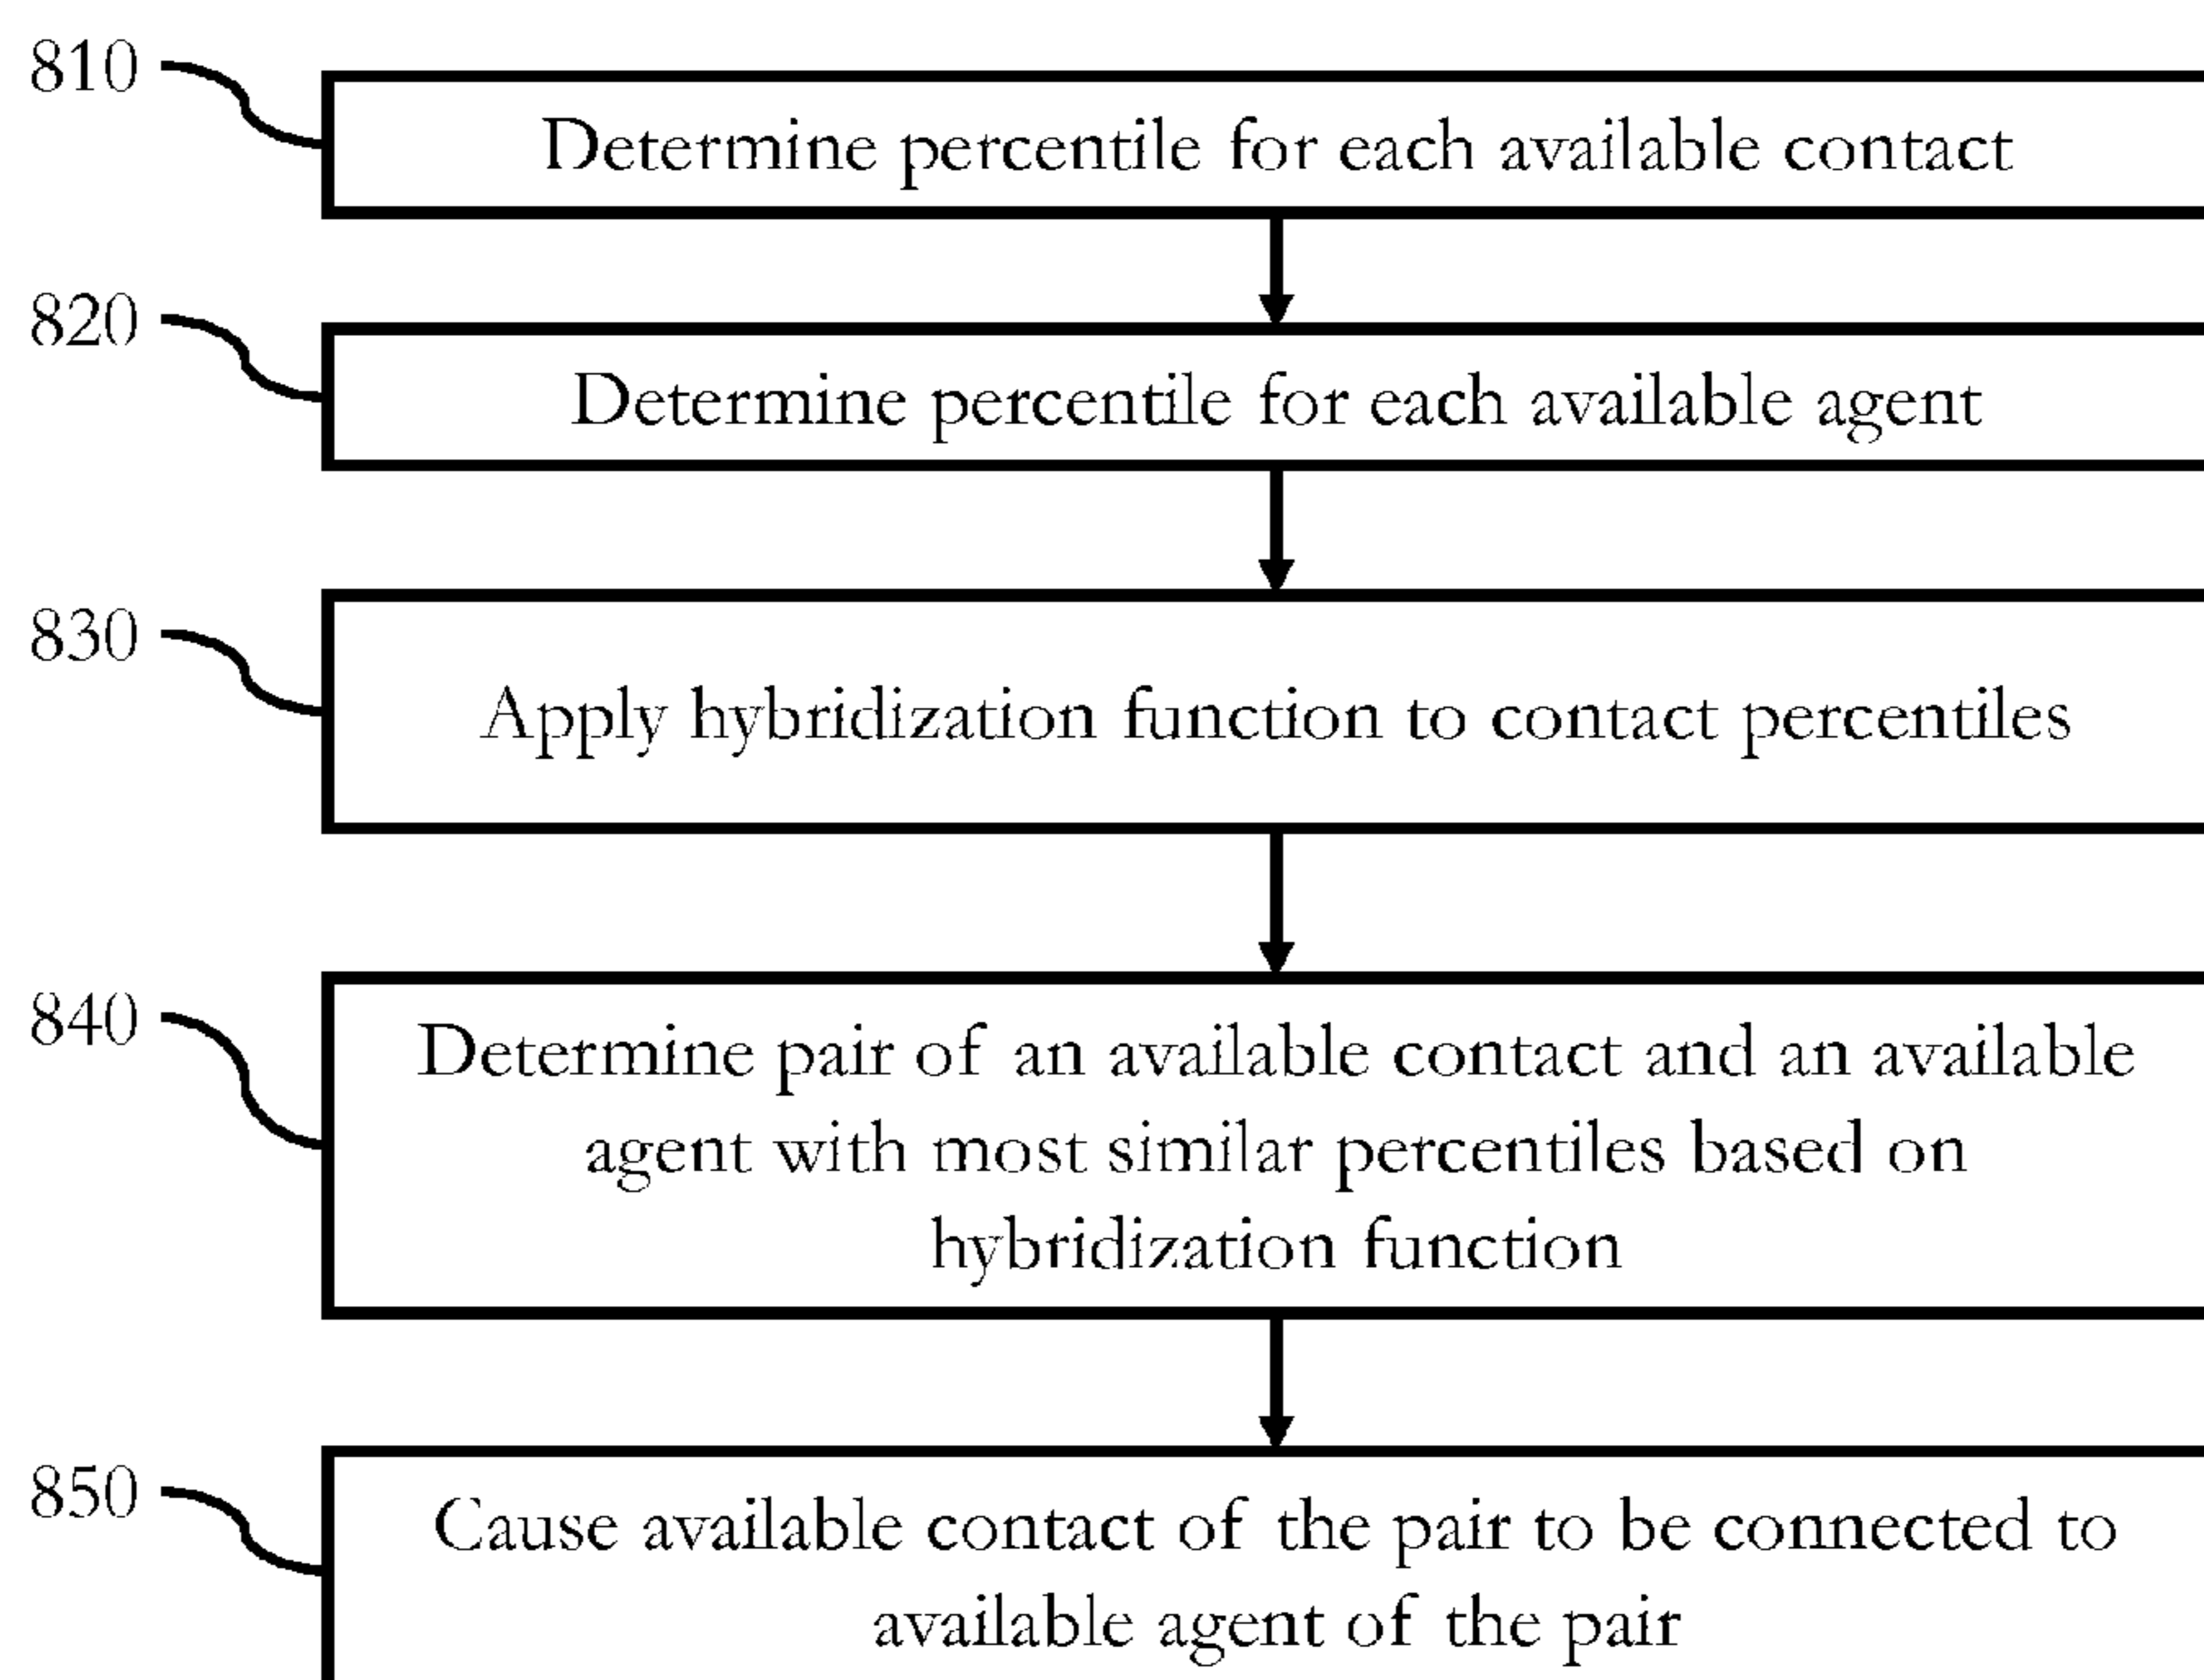 810
Determine percentile for each available contact
820
Determine percentile for each available agent
830
Apply hybridization function to contact percentiles
840
Determine pair of an available contact and an available
agent with most similar percentiles based on
hybridization function
850
Cause available contact of the pair to be connected to
available agent of the pair